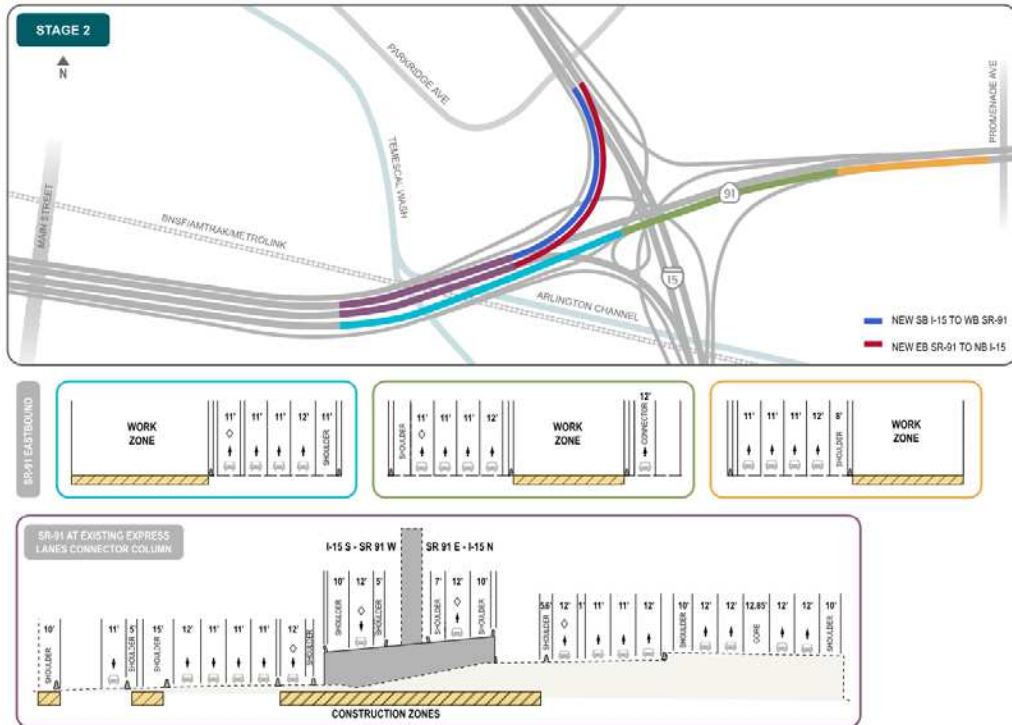 STAGE 2
N
PARKRIDGE AVE
PROMENADE AVE
TEMESCAL WASH
MAIN STREET
BNSF/AMTRAK/METROLINK
91
15
ARLINGTON CHANNEL
NEW SB I-15 TO WB SR-91
NEW EB SR-91 TO NB I-15
SR-91 EASTBOUND
WORK
ZONE
11' 11' 11' 12' 11'
SHOULDER
SHOULDER
11' 11' 11' 12'
WORK
ZONE
12'
CONNECTOR
11' 11' 11' 12' 8'
SHOULDER
WORK
ZONE
SR-91 AT EXISTING EXPRESS
LANES CONNECTOR COLUMN
I-15 S - SR 91 W
SR 91 E - I-15 N
10' 12' 5'
SHOULDER
7' 12' 10'
SHOULDER SHOULDER
10' 11' 5' 15' 12' 11' 11' 11' 12'
SHOULDER SHOULDER SHOULDER SHOULDER
12' 1' 11' 11' 12' 10' 12' 12' 12.85' 12' 12' 10'
SHOULDER SHOULDER GORE SHOULDER
CONSTRUCTION ZONES